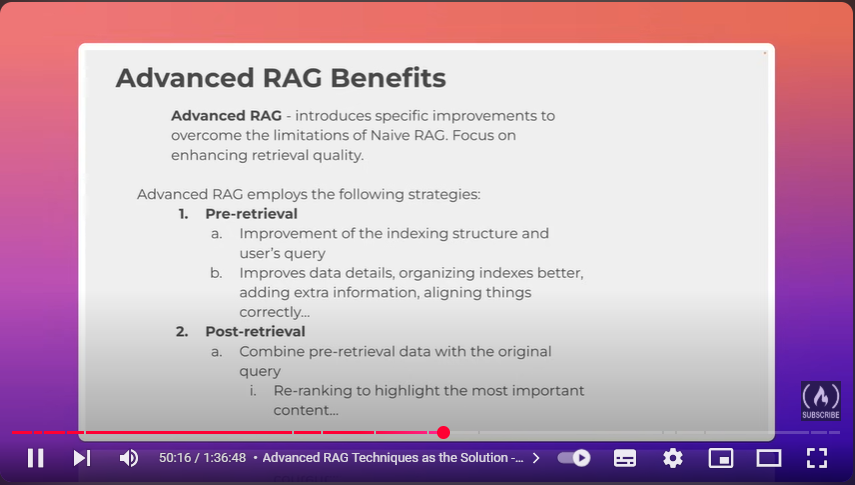 Advanced RAG Benefits
Advanced RAG - introduces specific improvements to
overcome the limitations of Naive RAG. Focus on
enhancing retrieval quality.
Advanced RAG employs the following strategies:
1. Pre-retrieval
a. Improvement of the indexing structure and
user's query
b. Improves data details, organizing indexes better,
adding extra information, aligning things
correctly...
2. Post-retrieval
a. Combine pre-retrieval data with the original
query
i. Re-ranking to highlight the most important
content...
SUBSCRIBE
50:16 / 1:36:48 • Advanced RAG Techniques as the Solution -...